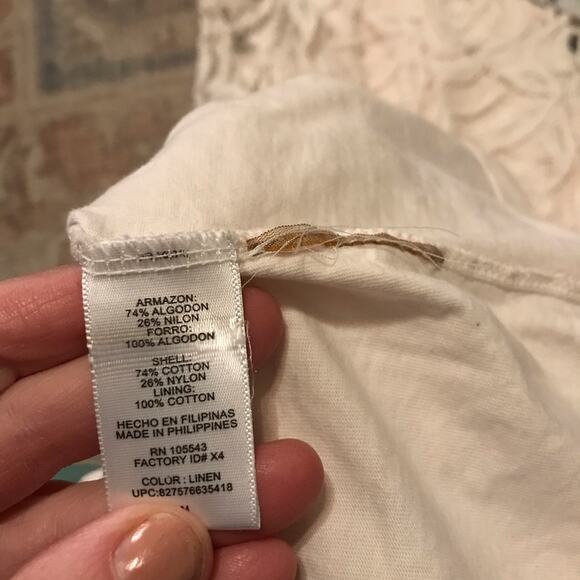 ARMAZON:
74% ALGODON
26% NILON
FORRO:
100% ALGODON
SHELL:
74% COTTON
26% NYLON
LINING:
100% COTTON
HECHO EN FILIPINAS
MADE IN PHILIPPINES
RN 105543
FACTORY ID# X4
COLOR : LINEN
UPC:827576635418
M